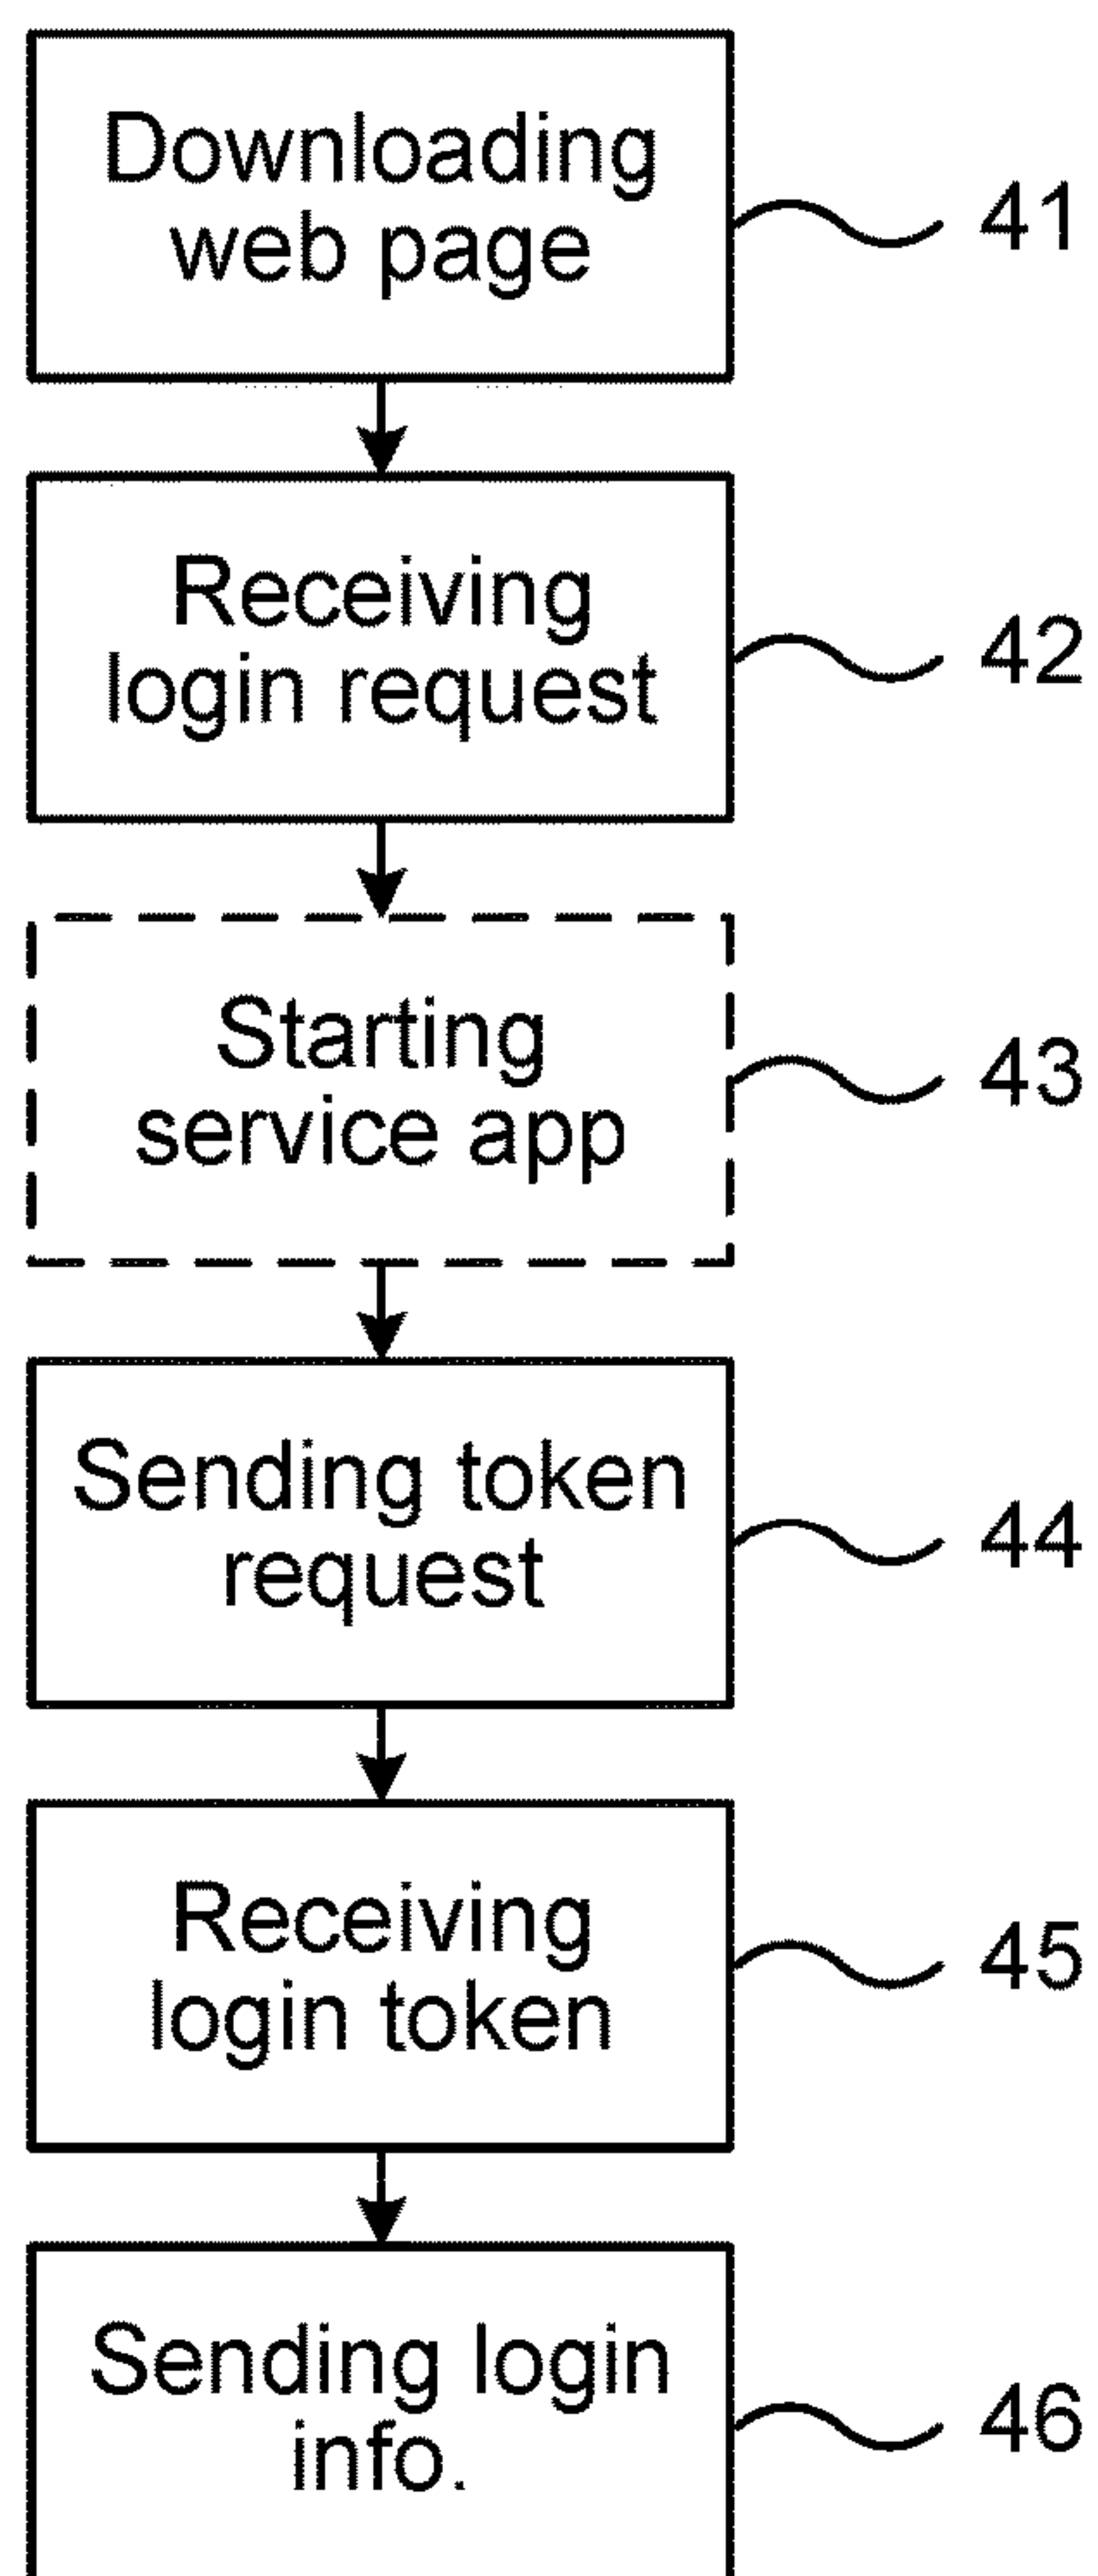 Downloading
web page
41
Receiving
login request
42
Starting
service app
43
Sending token
request
44
Receiving
login token
45
Sending login
info.
46